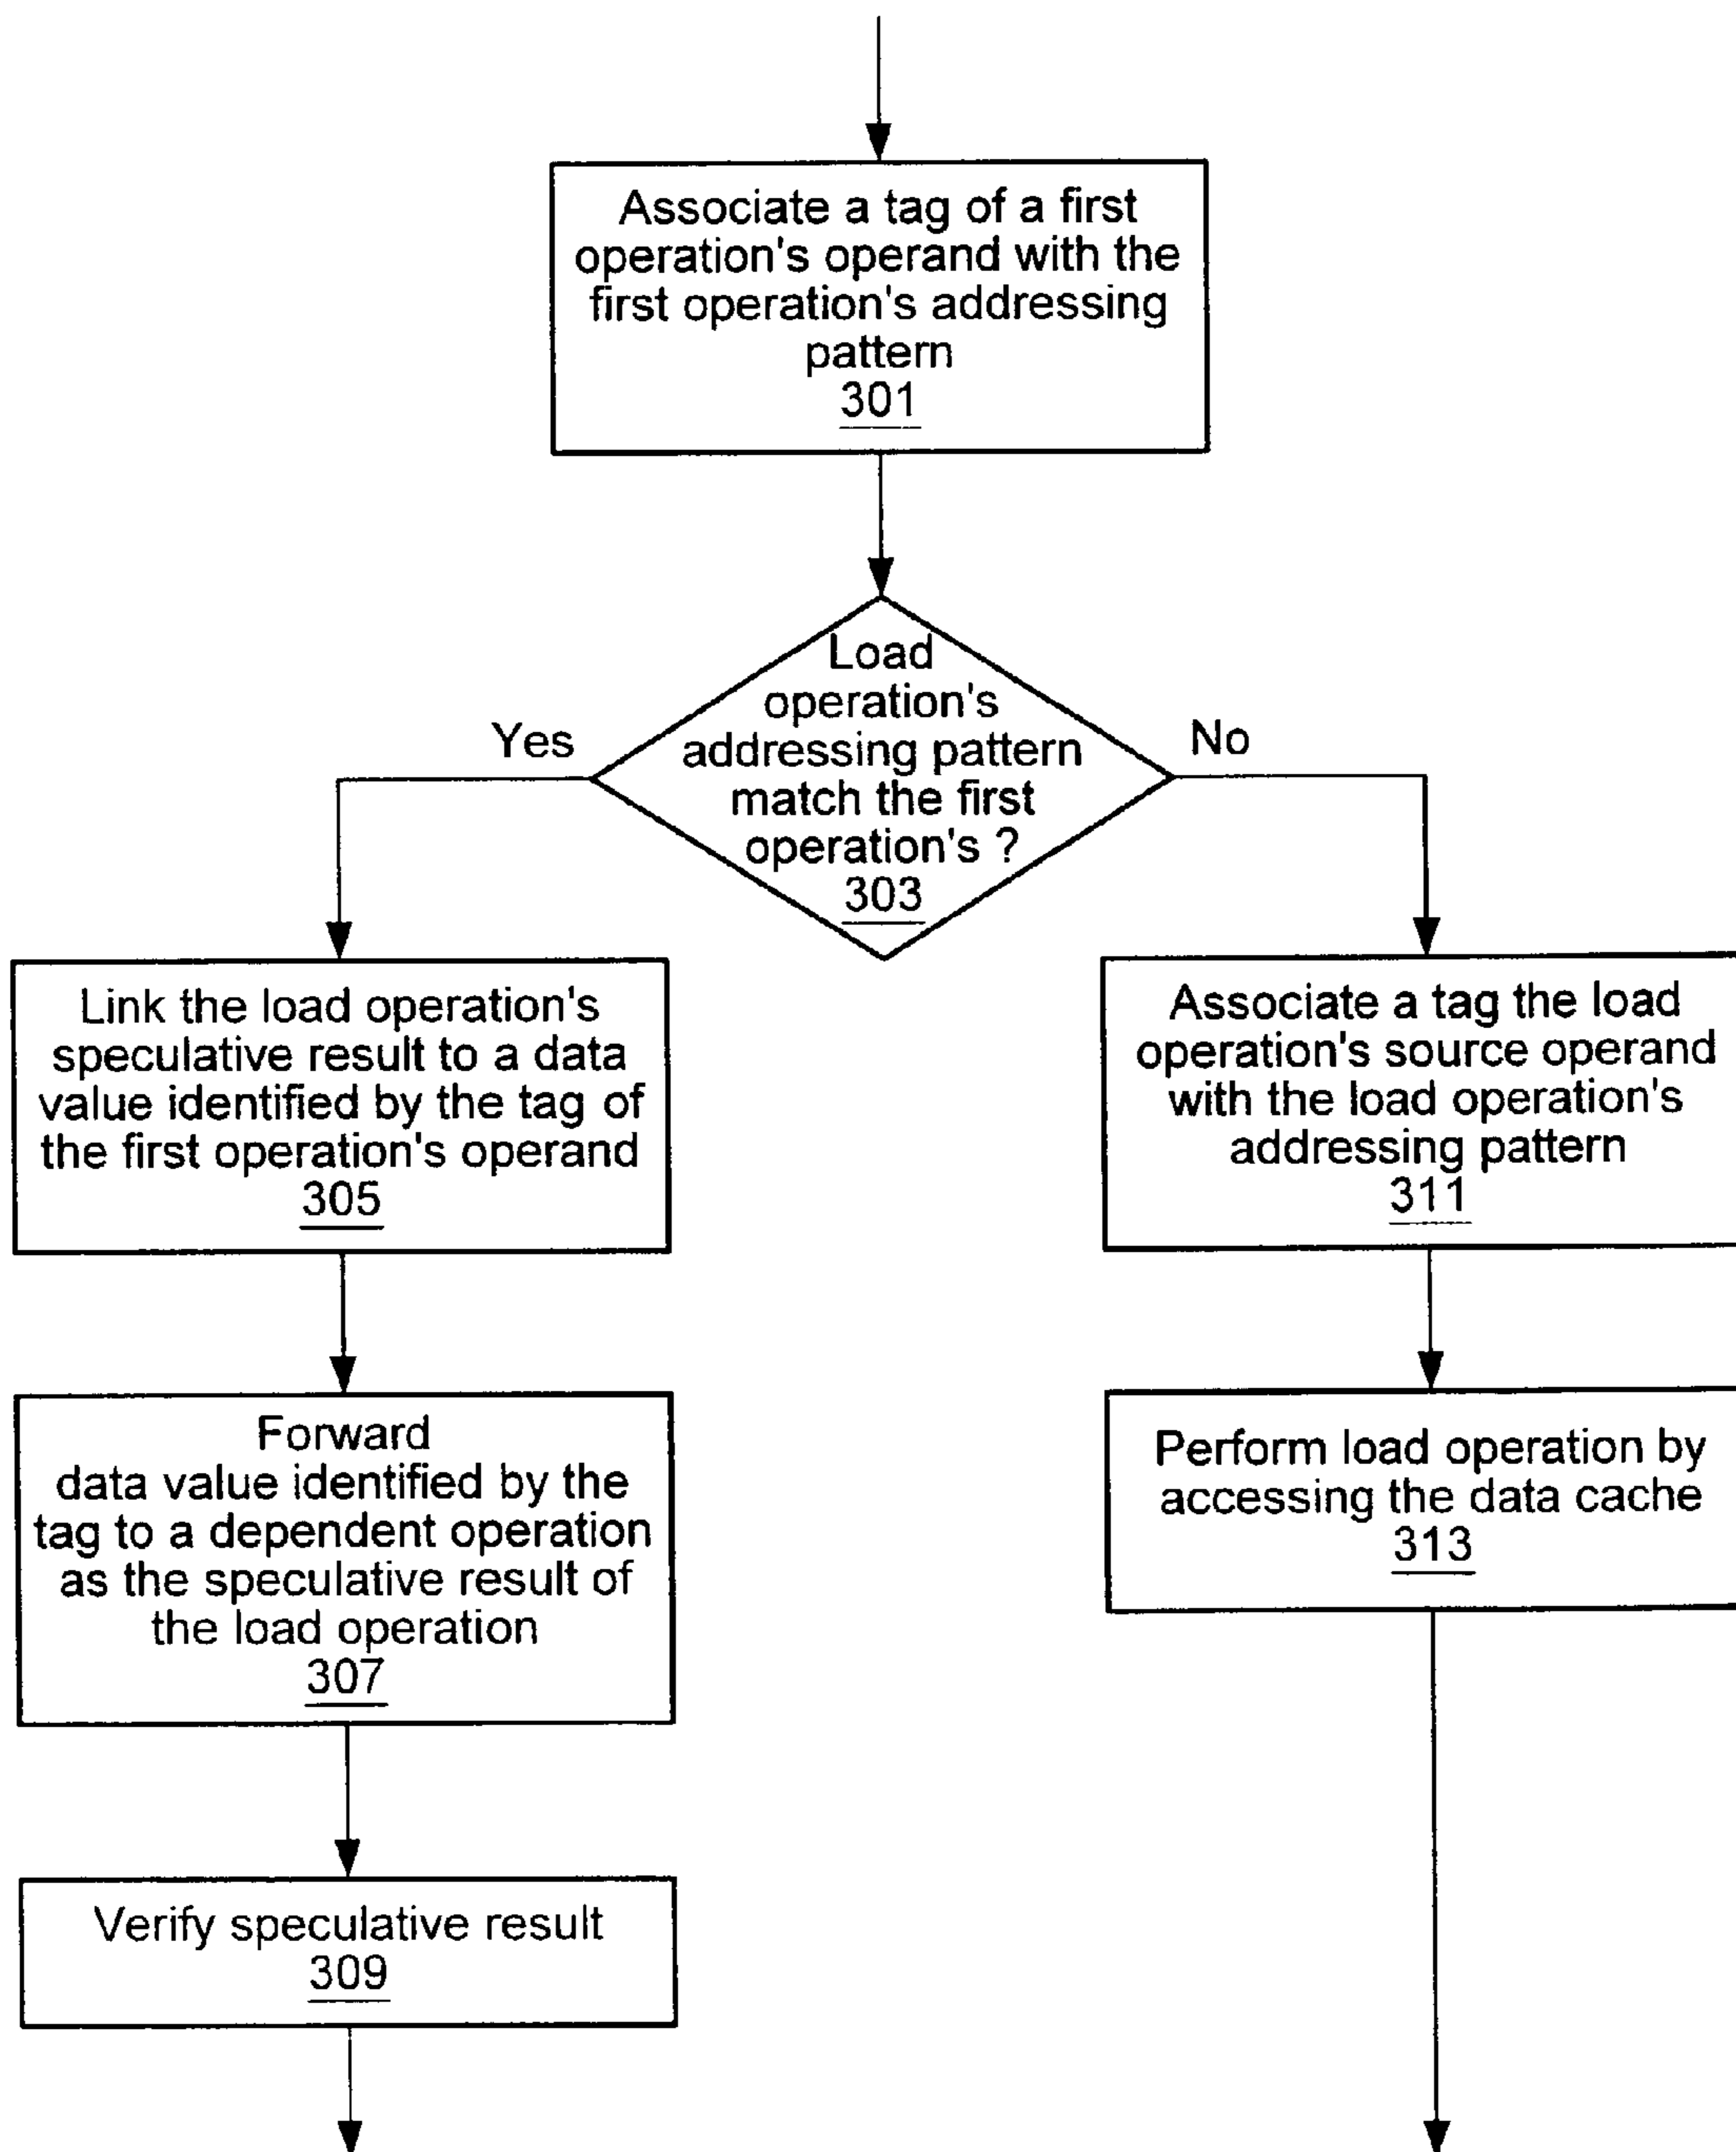 Associate a tag of a first
operation's operand with the
first operation's addressing
pattern
301
Load
operation's
addressing pattern
match the first
operation's ?
303
Yes
No
Link the load operation's
speculative result to a data
value identified by the tag of
the first operation's operand
305
Forward
data value identified by the
tag to a dependent operation
as the speculative result of
the load operation
307
Verify speculative result
309
Associate a tag the load
operation's source operand
with the load operation's
addressing pattern
311
Perform load operation by
accessing the data cache
313